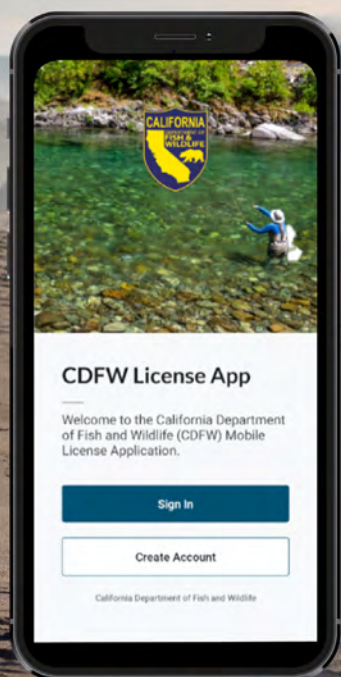 CALIFORNIA
DEPARTMENT OF
FISH &
WILDLIFE
CDFW License App
Welcome to the California Department
of Fish and Wildlife (CDFW) Mobile
License Application.
Sign In
Create Account
California Department of Fish and Wildlife